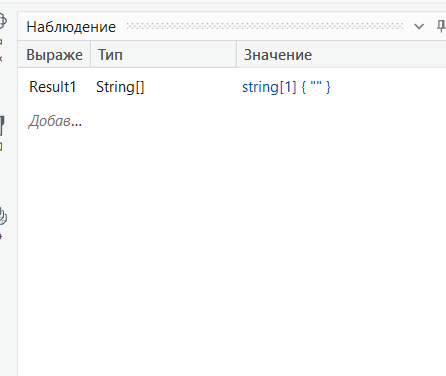 Наблюдение
Выраже Тип Значение
Result1 String[] string[1] { "" }
Добав...